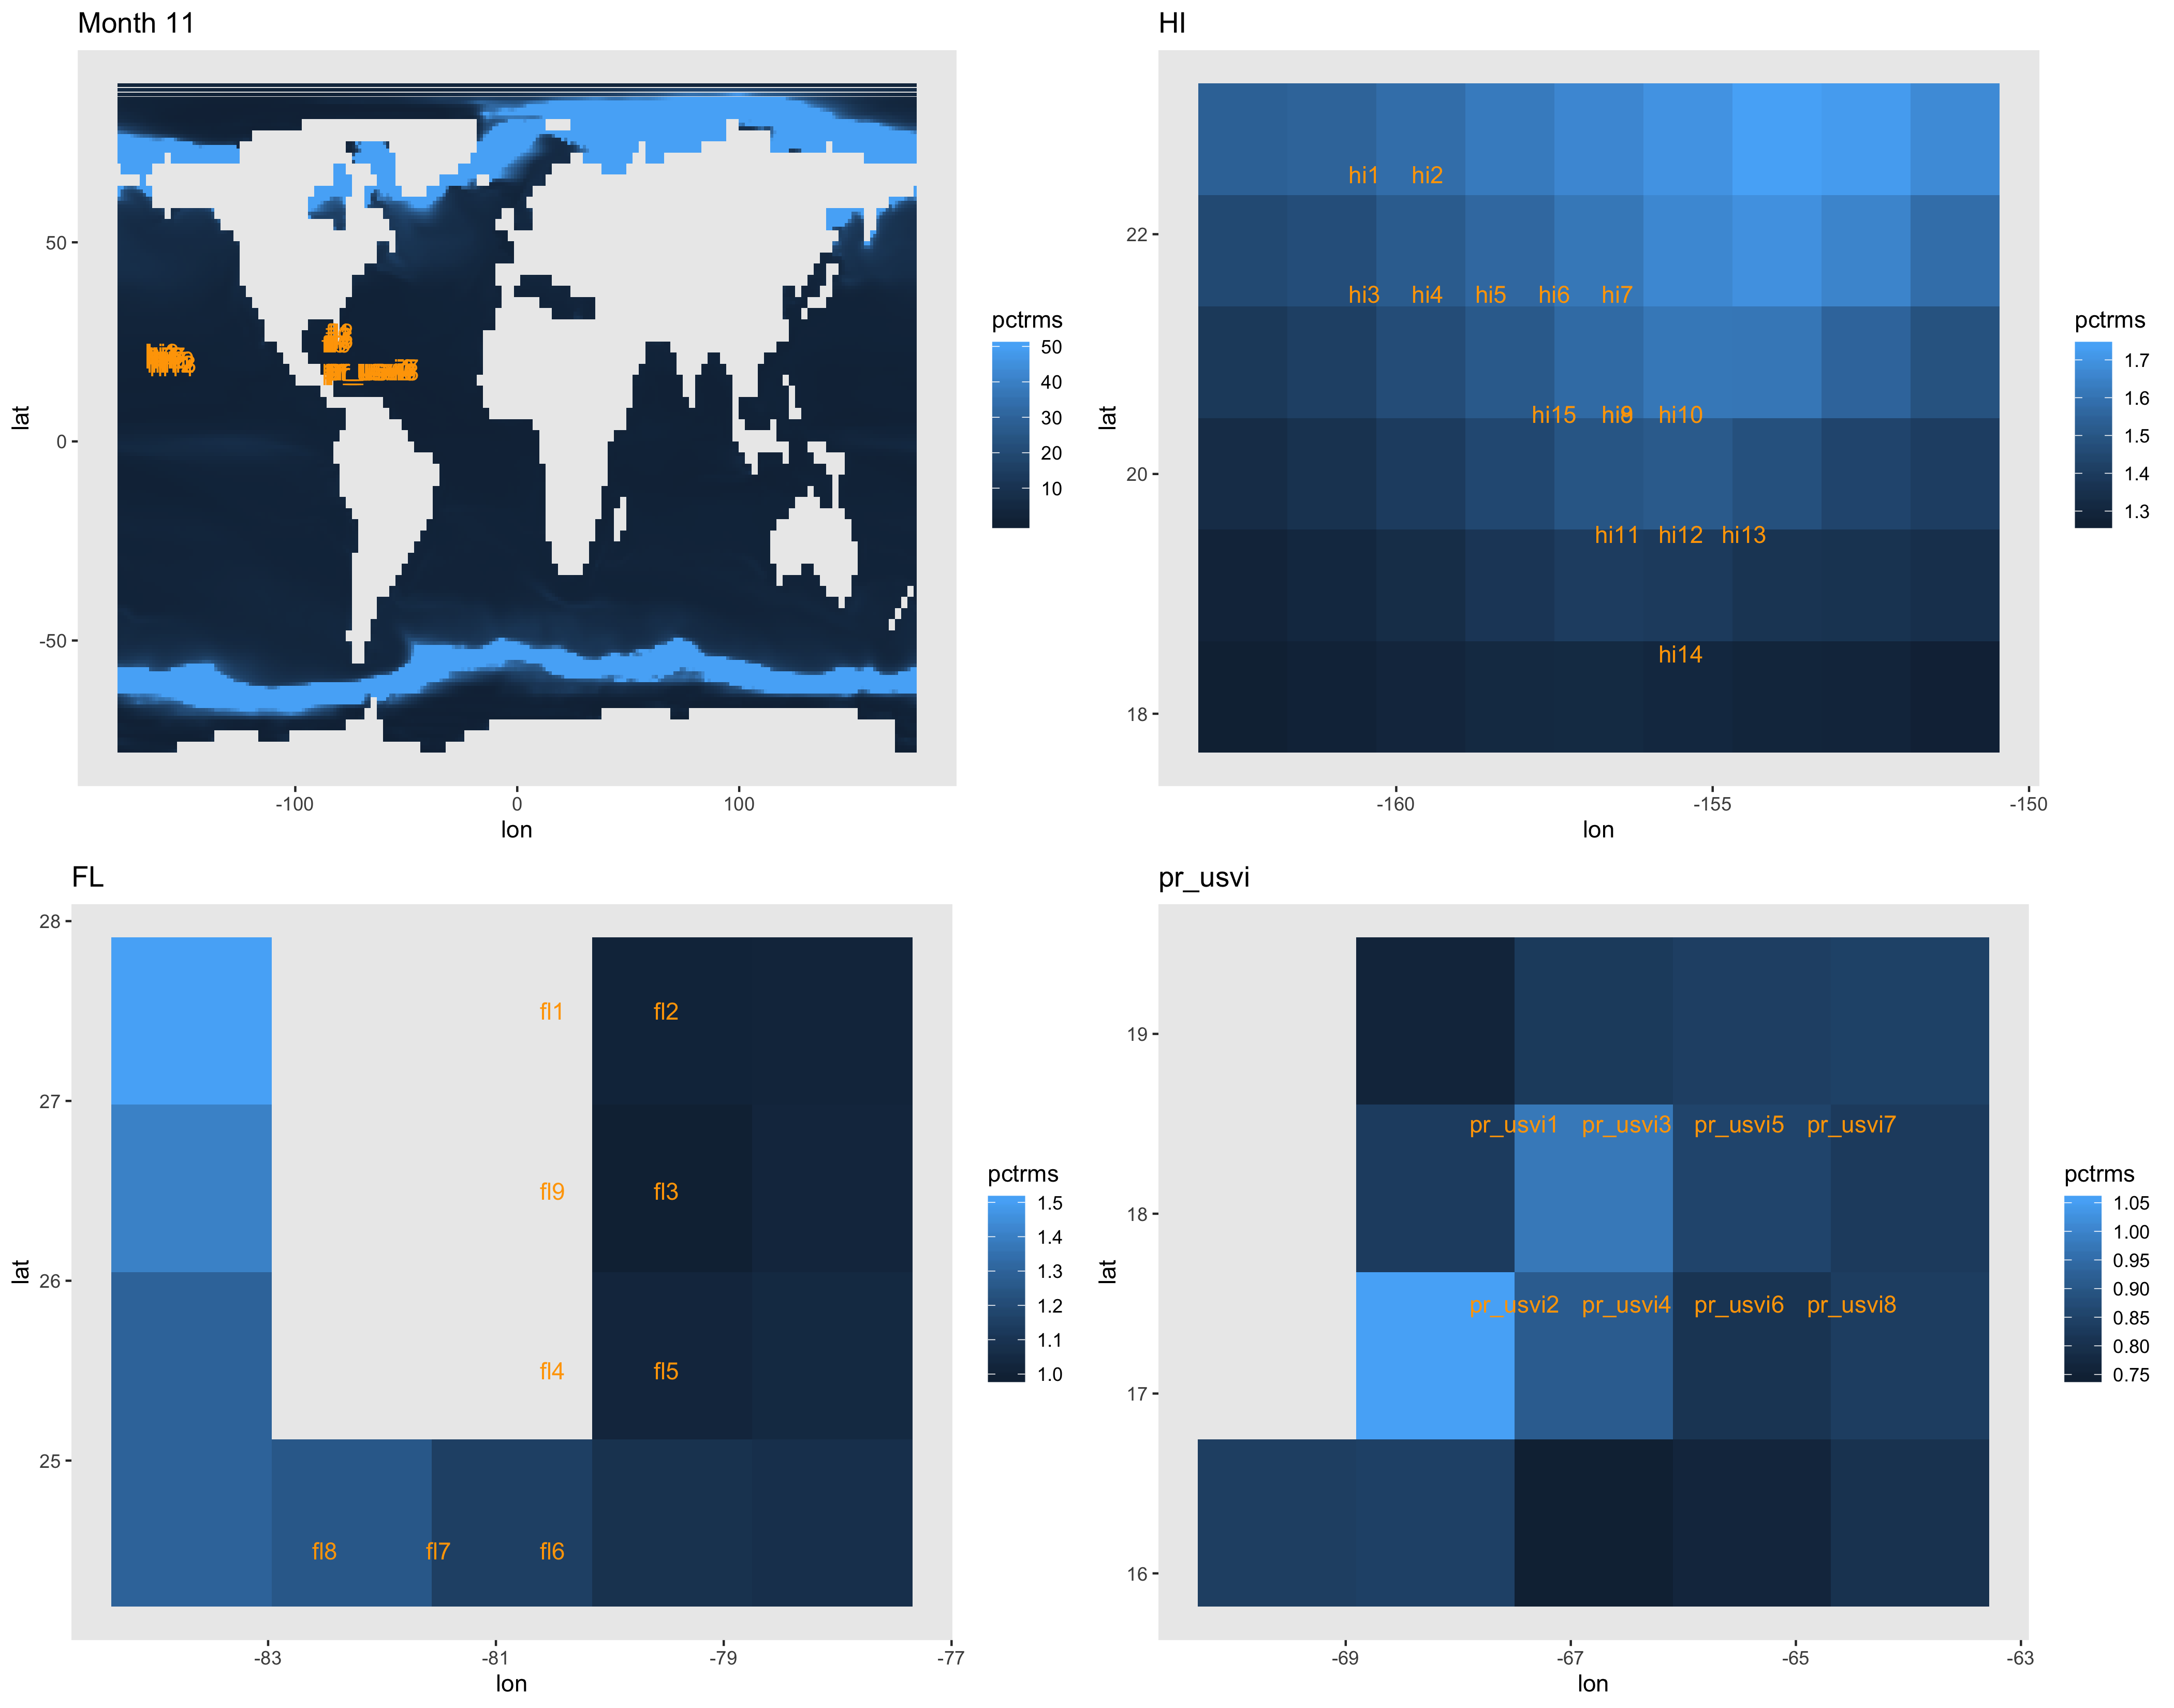 Month 11
lat
50
0
-50
-100
0
100
lon
pctrms
50
40
30
20
10
HI
lat
22
20
18
hi1 hi2
hi3 hi4 hi5 hi6 hi7
hi15 hi9 hi10
hi11 hi12 hi13
hi14
-160
-155
-150
lon
pctrms
1.7
1.6
1.5
1.4
1.3
FL
lat
28
27
26
25
fl1 fl2
fl9 fl3
fl4 fl5
fl8 fl7 fl6
-83
-81
-79
-77
lon
pctrms
1.5
1.4
1.3
1.2
1.1
1.0
pr_usvi
lat
19
18
17
16
pr_usvi1 pr_usvi3 pr_usvi5 pr_usvi7
pr_usvi2 pr_usvi4 pr_usvi6 pr_usvi8
-69
-67
-65
-63
lon
pctrms
1.05
1.00
0.95
0.90
0.85
0.80
0.75